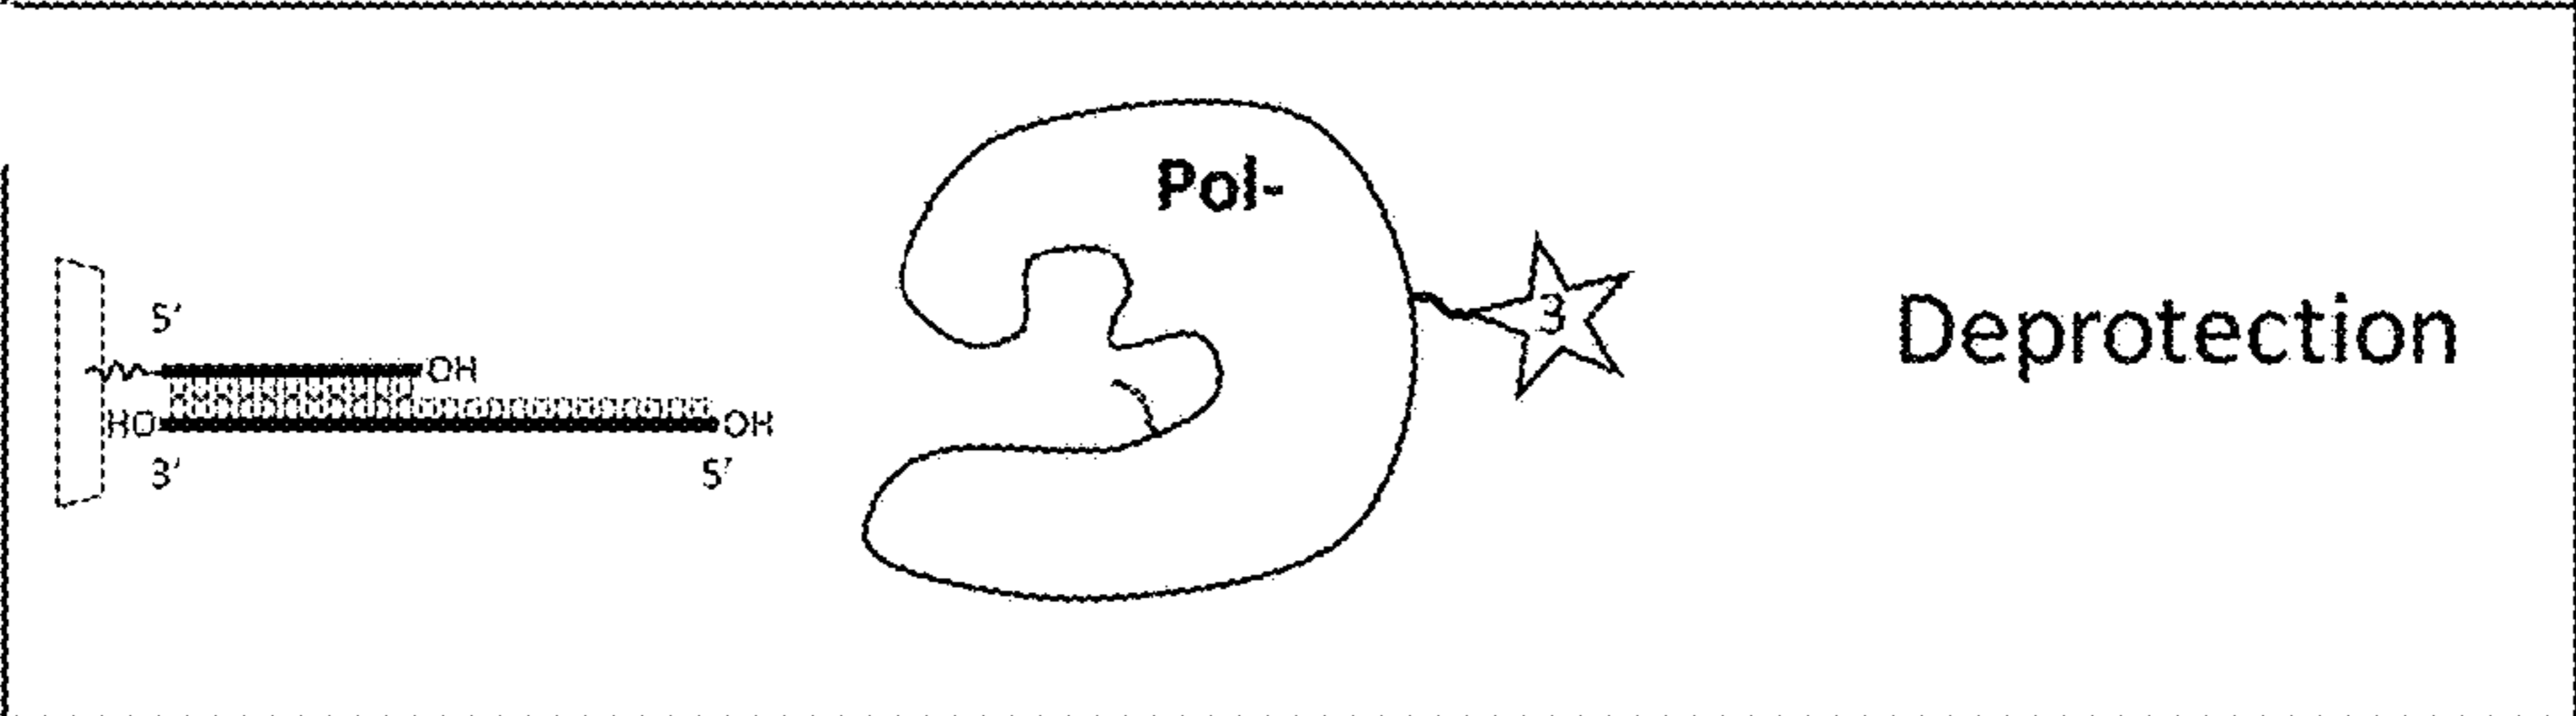 Pol-
3
Deprotection
5'
OH
HO
OH
3'
5'